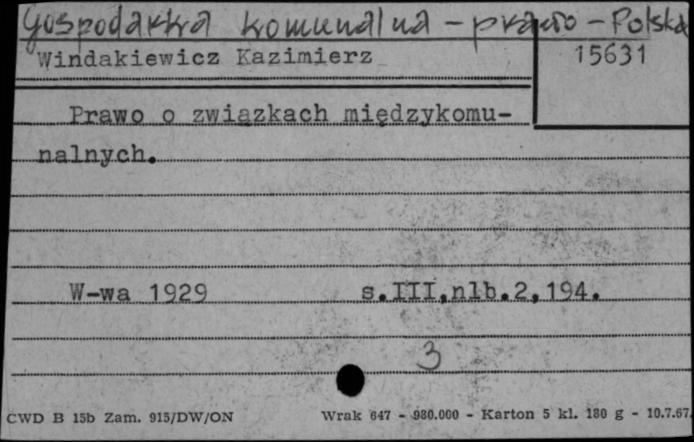 Gospodarka komunalna - prawo - Polska
Windakiewicz Kazimierz
15631
Prawo o związkach międzykomu-
nalnych.
W-wa 1929 s.III,nlb.2,194.
3
CWD B 15b Zam. 915/DW/ON Wrak 647 - 980.000 - Karton 5 kl. 180 g - 10.7.67.